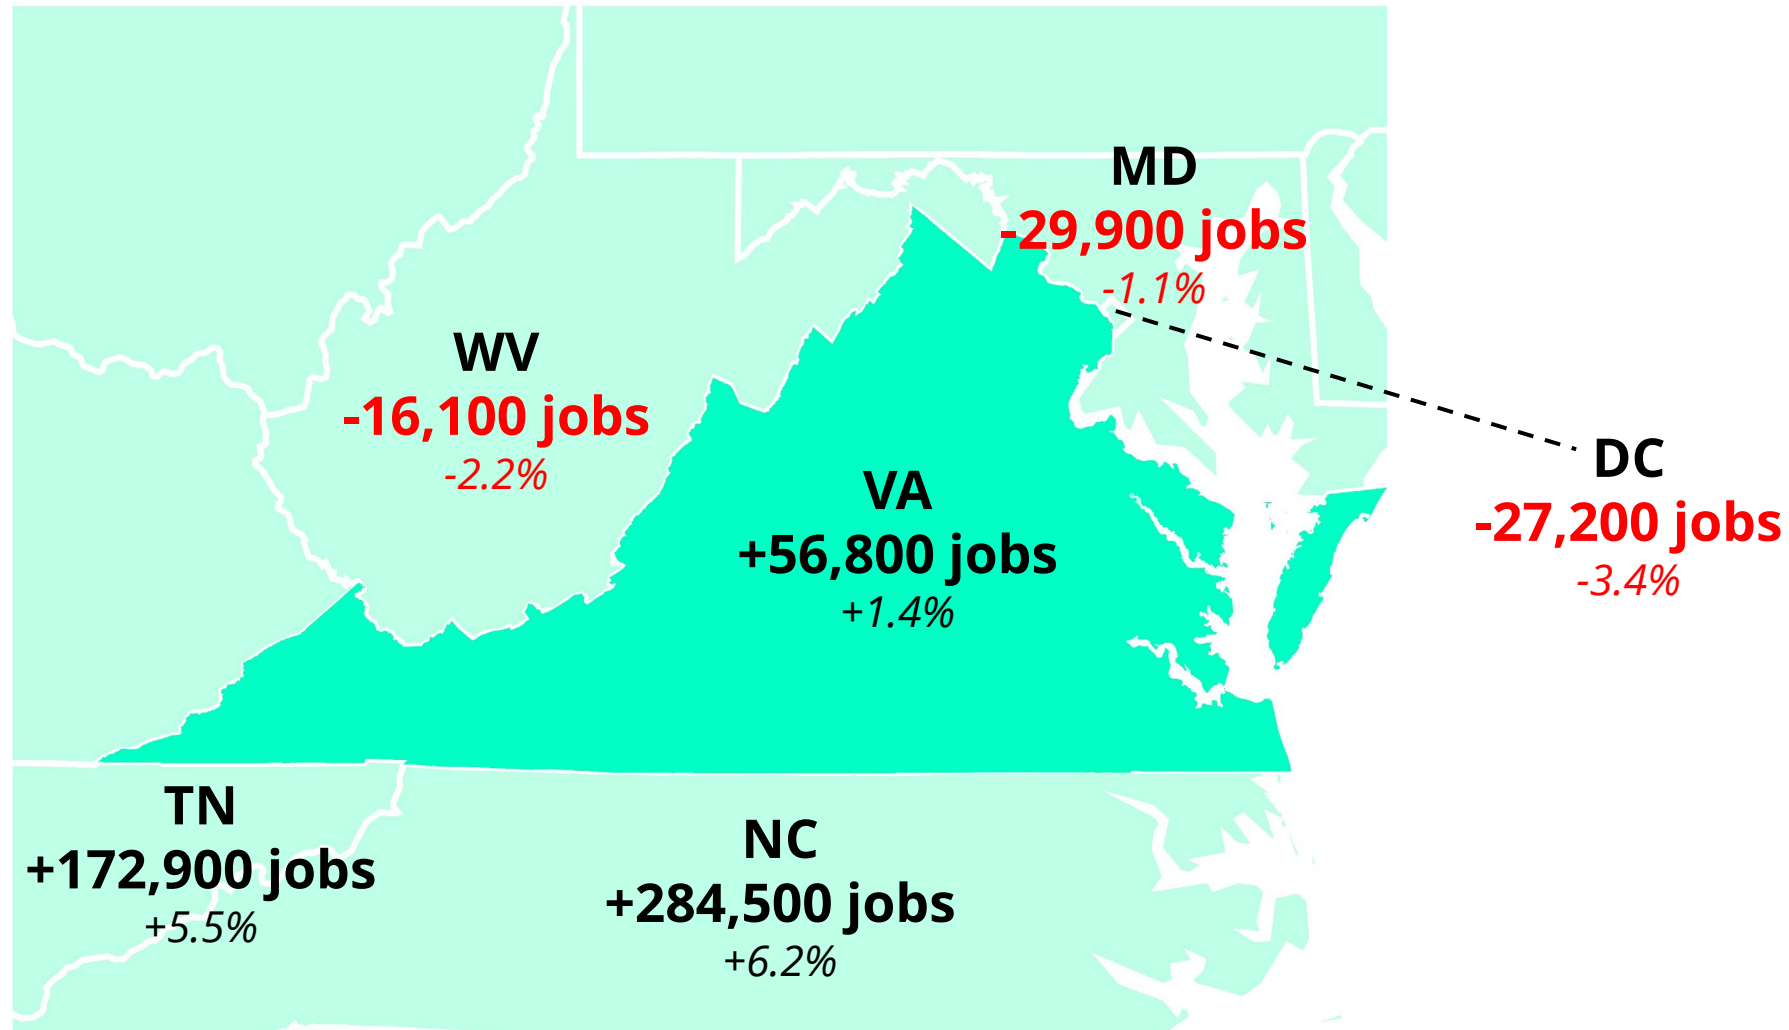 MD
-29,900 jobs
-1.1%
WV
-16,100 jobs
-2.2%
DC
-27,200 jobs
-3.4%
VA
+56,800 jobs
+1.4%
TN
+172,900 jobs
+5.5%
NC
+284,500 jobs
+6.2%